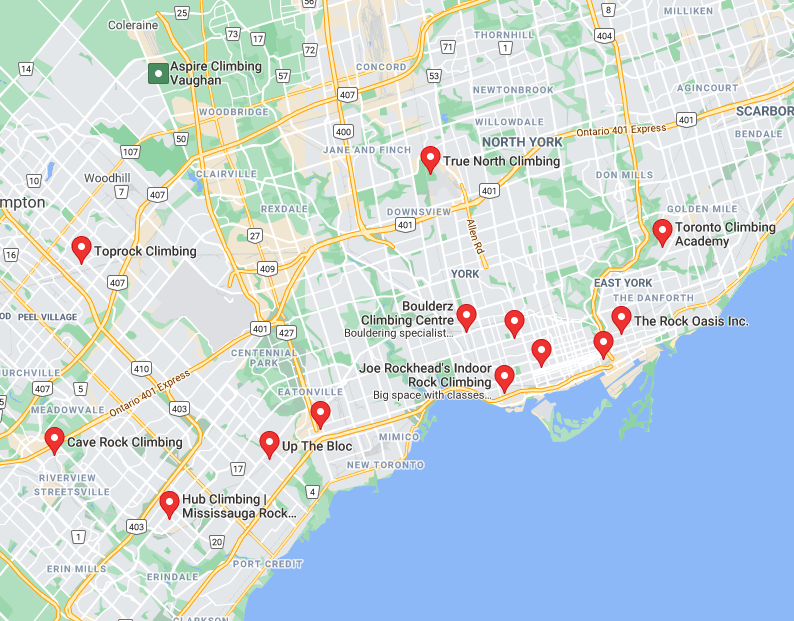 Coleraine
25
56
8
MILLIKEN
73
17
THORNHILL
404
72
71
1
14
Aspire Climbing
Vaughan
CONCORD
57
53
407
NEWTONBROOK
AGINCOURT
WOODBRIDGE
401
SCARBOR
400
WILLOWDALE
Ontario 401 Express
BENDALE
50
NORTH YORK
107
JANE AND FINCH
True North Climbing
CLAIRVILLE
DON MILLS
10
Woodhill
7
407
401
mpton
REXDALE
DOWNSVIEW
GOLDEN MILE
401
Allen Rd
Toronto Climbing
Academy
27
16
Toprock Climbing
409
YORK
407
EAST YORK
THE DANFORTH
OD
PEEL VILLAGE
Boulderz
Climbing Centre
Bouldering specialist...
The Rock Oasis Inc.
401
427
CENTENNIAL
PARK
410
Joe Rockhead's Indoor
Rock Climbing
Big space with classes...
HURCHVILLE
407
5
Ontario 401 Express
EATONVILLE
403
MEADOWVALE
Cave Rock Climbing
Up The Bloc
MIMICO
17
NEW TORONTO
RIVERVIEW
STREETSVILLE
4
Hub Climbing |
Mississauga Rock...
403
1
20
PORT CREDIT
ERIN MILLS
ERINDALE
CLARKSON